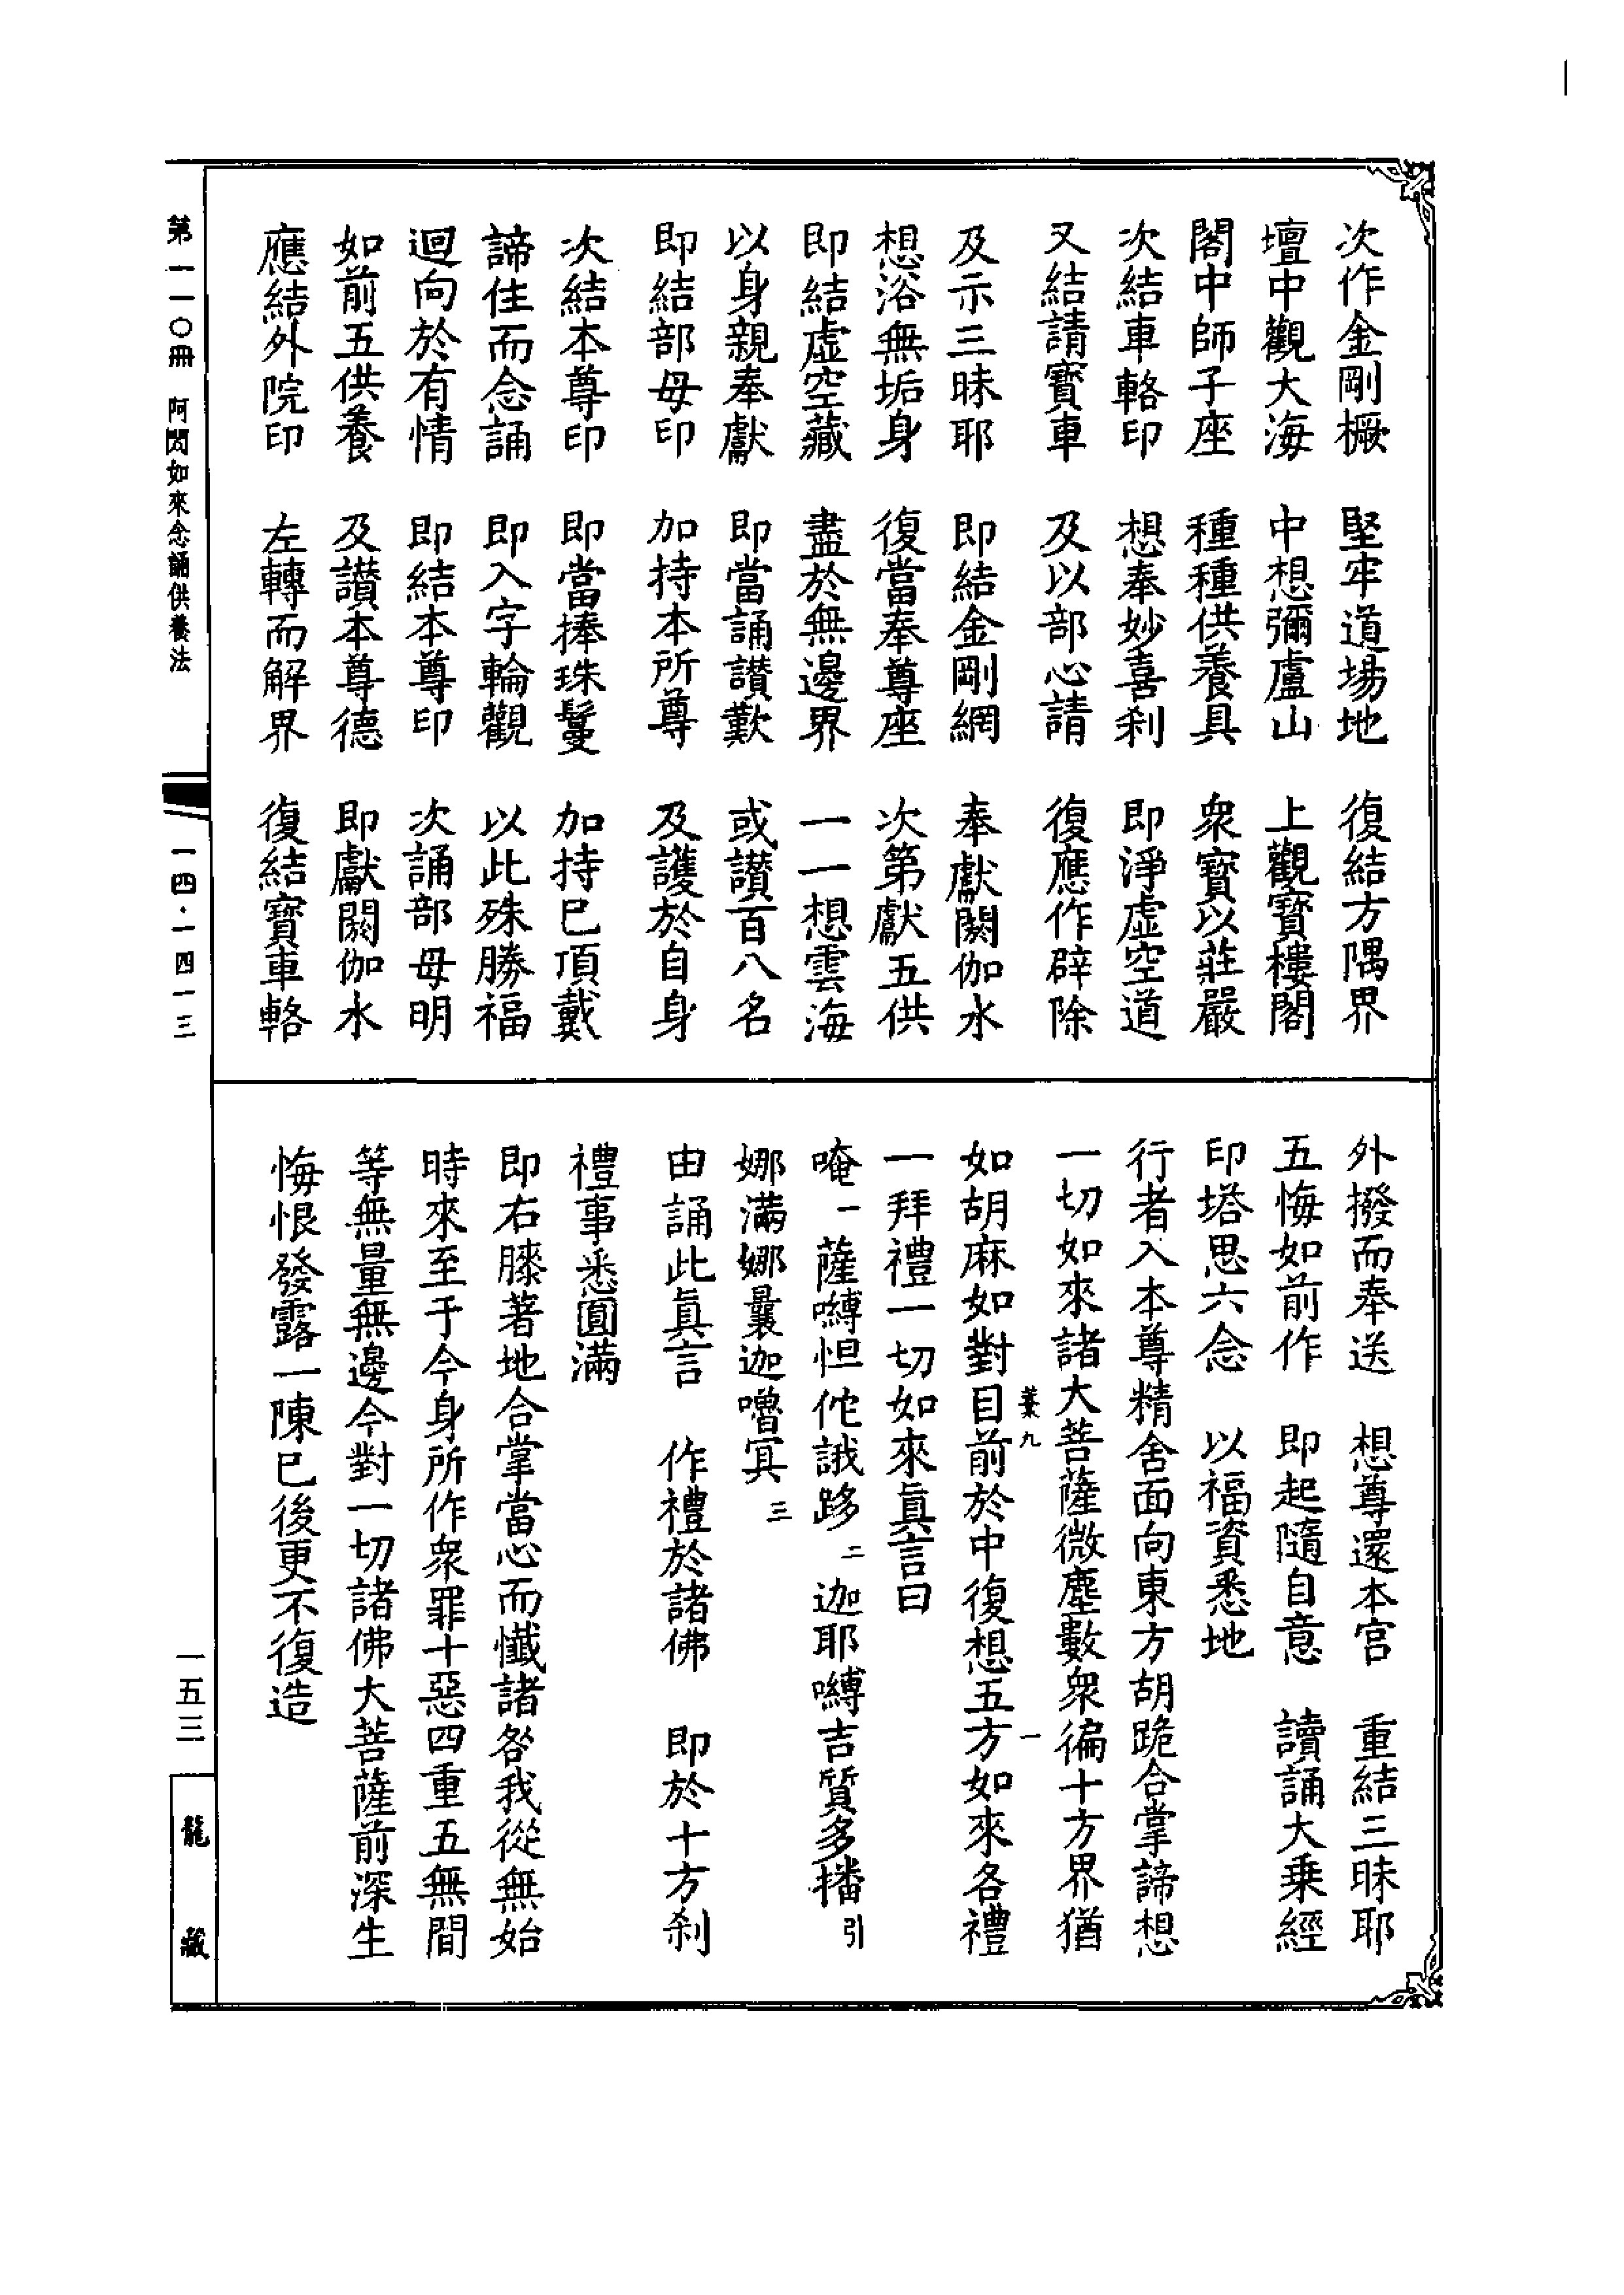 次作金剛橛　堅牢道場地　復結方隅界
壇中觀大海　中想彌盧山　上觀寶樓閣
閣中師子座　種種供養具　衆寶以莊嚴
次結車輅印　想奉妙喜刹　即淨虛空道
又結請寶車　及以部心請　復應作辟除
及示三昧耶　即結金剛網　奉獻閼伽水
想浴無垢身　復當奉尊座　次第獻五供
即結虛空藏　盡於無邊界　一一想雲海
以身親奉獻　即當誦讚歎　或讚百八名
即結部母印　加持本所尊　及護於自身
次結本尊印　即當捧珠鬘　加持已頂戴
諦住而念誦　即入字輪觀　以此殊勝福
迴向於有情　即結本尊印　次誦部母明
如前五供養　及讚本尊德　即獻閼伽水
應結外院印　左轉而解界　復結寶車輅
外撥而奉送　想尊還本宮　重結三昧耶
五悔如前作　即起隨自意　讀誦大乗經
印塔思六念　以福資悉地
行者入本尊精舍面向東方胡跪合掌諦想
一切如來諸大菩薩微塵數衆徧十方界猶
葉九　一
如胡麻如對目前於中復想五方如來各禮
一拜禮一切如來眞言曰
唵一薩嚩怛佗誐跢二迦耶嚩吉質多播引
娜滿娜曩迦嚕冥三
由誦此眞言　作禮於諸佛　即於十方刹
禮事悉圓滿
即右膝著地合掌當心而懺諸咎我從無始
時來至于今身所作衆罪十惡四重五無間
等無量無邊今對一切諸佛大菩薩前深生
悔恨發露一陳已後更不復造
第一一〇冊　阿閦如來念誦供養法
一四·一四一三
一五三
龍藏